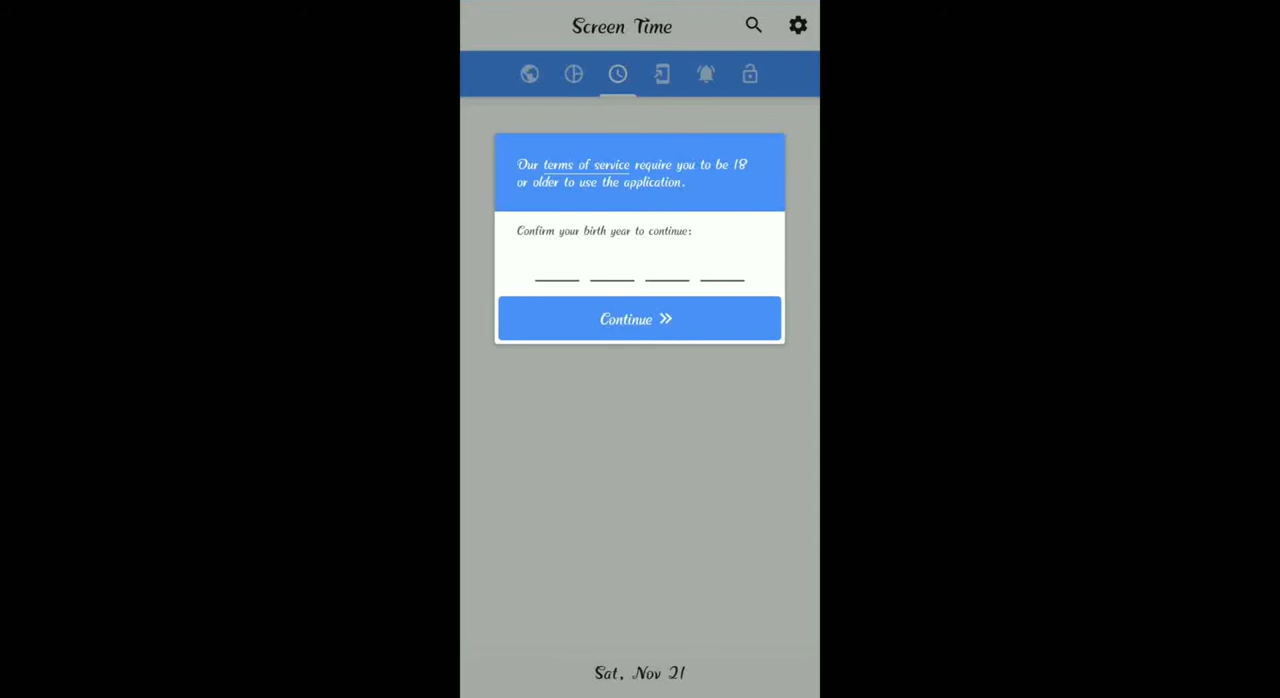 Screen Time
Our terms of service require you to be 18
or older to use the application.
Confirm your birth year to continue:
Continue
Sat, Nov 21